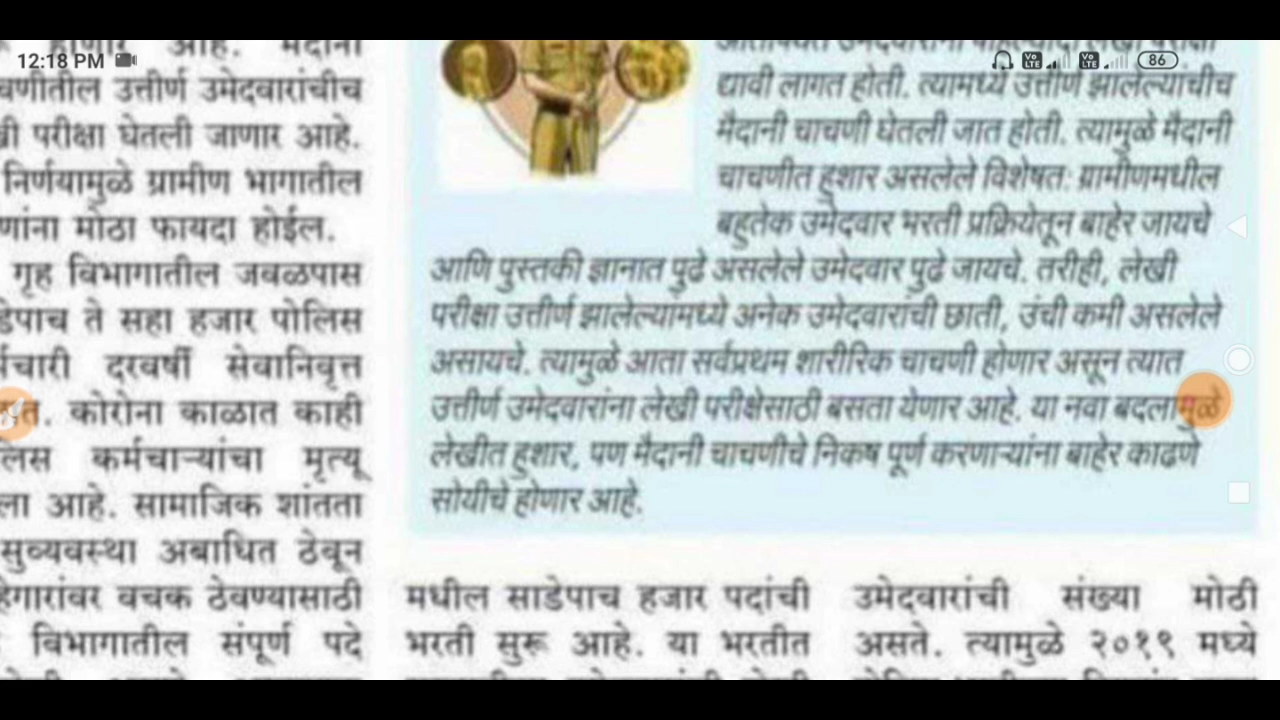 12:18 PM
86
होणार आहे. मैदानी
उत्तीर्ण उमेदवारांचीच
परीक्षा घेतली जाणार आहे.
निर्णयामुळे ग्रामीण भागातील
मोठा फायदा होईल.
गृह विभागातील जवळपास
ते सहा हजार पोलिस
दरवर्षी सेवानिवृत्त
कोरोना काळात काही
कर्मचाऱ्यांचा मृत्यू
आहे. सामाजिक शांतता
सुव्यवस्था अबाधित ठेवून
वचक ठेवण्यासाठी
विभागातील संपूर्ण पदे
द्यावी लागत होती. त्यामध्ये उत्तीर्ण झालेल्यांचीच
मैदानी चाचणी घेतली जात होती. त्यामुळे मैदानी
चाचणीत हुशार असलेले विशेषत: ग्रामीणमधील
बहुतेक उमेदवार भरती प्रक्रियेतून बाहेर जायचे
आणि पुस्तकी ज्ञानात पुढे असलेले उमेदवार पुढे जायचे. तरीही, लेखी
परीक्षा उत्तीर्ण झालेल्यांमध्ये अनेक उमेदवारांची छाती, उंची कमी असलेले
असायचे. त्यामुळे आता सर्वप्रथम शारीरिक चाचणी होणार असून त्यात
उत्तीर्ण उमेदवारांना लेखी परीक्षेसाठी बसता येणार आहे. या नवा बदलामुळे
लेखीत हुशार, पण मैदानी चाचणीचे निकष पूर्ण करणाऱ्यांना बाहेर काढणे
सोयीचे होणार आहे.
मधील साडेपाच हजार पदांची
भरती सुरू आहे. या भरतीत
उमेदवारांची संख्या मोठी
असते. त्यामुळे २०१९ मध्ये